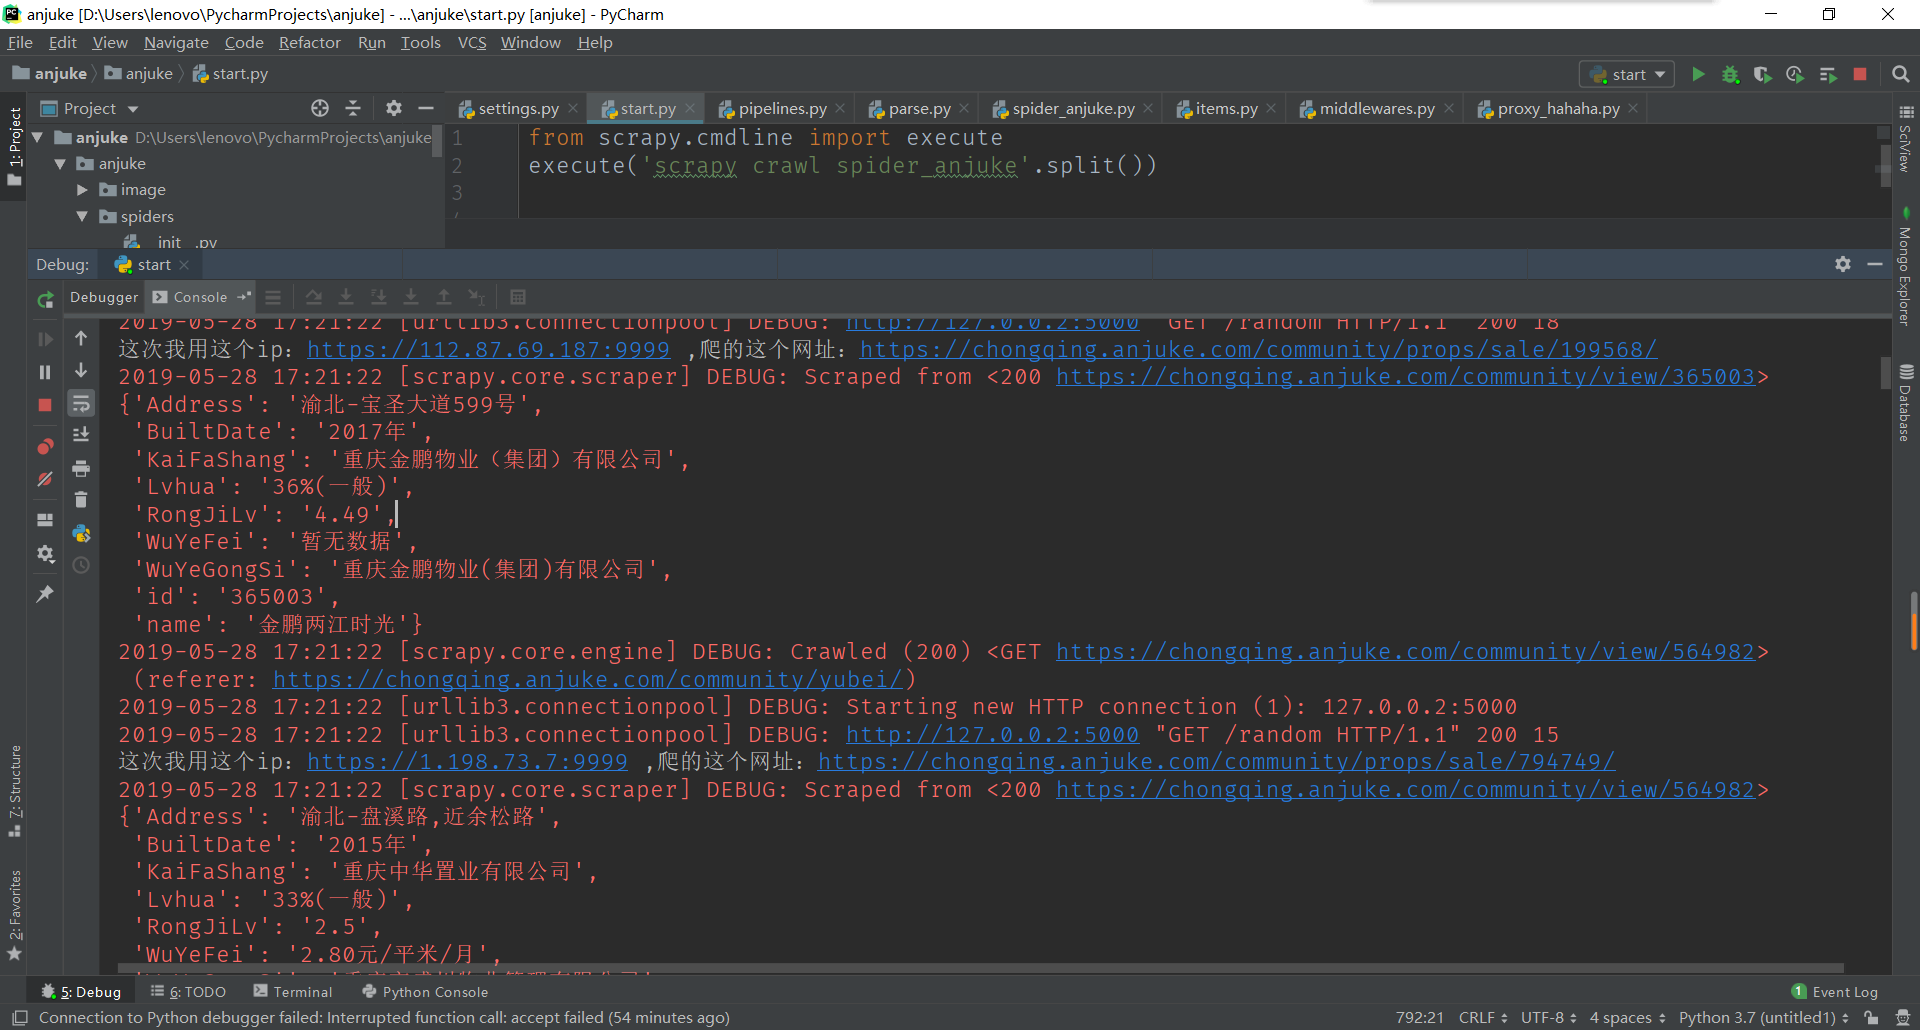 anjuke [D:\Users\lenovo\PycharmProjects\anjuke] - ...\anjuke\start.py [anjuke] - PyCharm
File Edit View Navigate Code Refactor Run Tools VCS Window Help
anjuke anjuke start.py start
Project settings.py start.py pipelines.py parse.py spider_anjuke.py items.py middlewares.py proxy_hahaha.py
1: Project
anjuke D:\Users\lenovo\PycharmProjects\anjuke
anjuke
image
spiders
__init__.py
1 from scrapy.cmdline import execute
2 execute('scrapy crawl spider_anjuke'.split())
3
SciView
Mongo Explorer
Database
Debug: start
Debugger Console
2019-05-28 17:21:22 [urllib3.connectionpool] DEBUG: http://127.0.0.2:5000 "GET /random HTTP/1.1" 200 18
这次我用这个ip：https://112.87.69.187:9999 ,爬的这个网址：https://chongqing.anjuke.com/community/props/sale/199568/
2019-05-28 17:21:22 [scrapy.core.scraper] DEBUG: Scraped from <200 https://chongqing.anjuke.com/community/view/365003>
{'Address': '渝北-宝圣大道599号',
'BuiltDate': '2017年',
'KaiFaShang': '重庆金鹏物业（集团）有限公司',
'Lvhua': '36%(一般)',
'RongJiLv': '4.49',
'WuYeFei': '暂无数据',
'WuYeGongSi': '重庆金鹏物业(集团)有限公司',
'id': '365003',
'name': '金鹏两江时光'}
2019-05-28 17:21:22 [scrapy.core.engine] DEBUG: Crawled (200) <GET https://chongqing.anjuke.com/community/view/564982>
(referer: https://chongqing.anjuke.com/community/yubei/)
2019-05-28 17:21:22 [urllib3.connectionpool] DEBUG: Starting new HTTP connection (1): 127.0.0.2:5000
2019-05-28 17:21:22 [urllib3.connectionpool] DEBUG: http://127.0.0.2:5000 "GET /random HTTP/1.1" 200 15
这次我用这个ip：https://1.198.73.7:9999 ,爬的这个网址：https://chongqing.anjuke.com/community/props/sale/794749/
2019-05-28 17:21:22 [scrapy.core.scraper] DEBUG: Scraped from <200 https://chongqing.anjuke.com/community/view/564982>
{'Address': '渝北-盘溪路,近余松路',
'BuiltDate': '2015年',
'KaiFaShang': '重庆中华置业有限公司',
'Lvhua': '33%(一般)',
'RongJiLv': '2.5',
'WuYeFei': '2.80元/平米/月',
7: Structure
2: Favorites
5: Debug 6: TODO Terminal Python Console 1 Event Log
Connection to Python debugger failed: Interrupted function call: accept failed (54 minutes ago) 792:21 CRLF UTF-8 4 spaces Python 3.7 (untitled1)